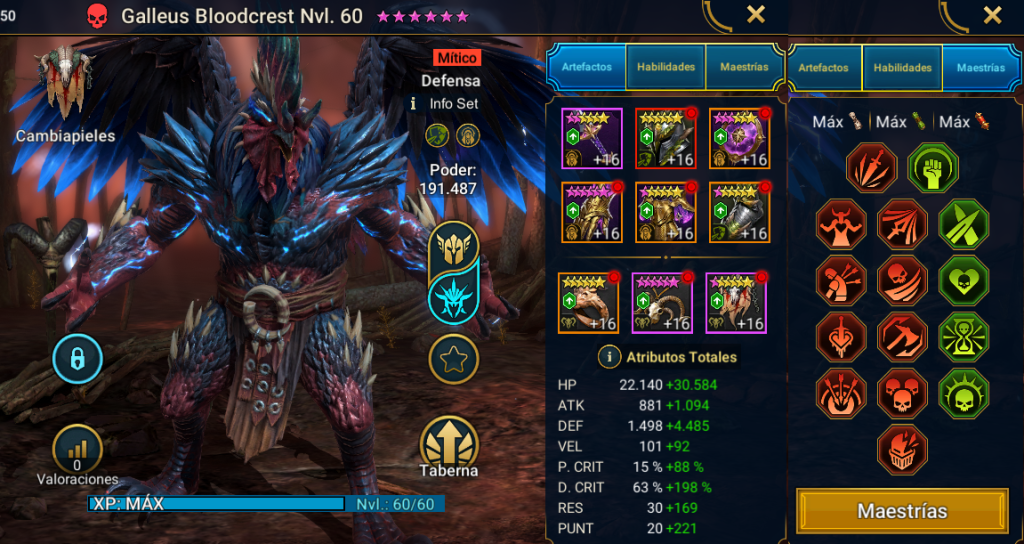 50
Galleus Bloodcrest Nvl. 60
Mítico
Defensa
i Info Set
Cambiapieles
Poder:
191.487
0
Valoraciones
Taberna
XP: MÁX
Nvl.: 60/60
Artefactos
Habilidades
Maestrías
+16
+16
+16
+16
+16
+16
+16
+16
+16
i Atributos Totales
HP 22.140 +30.584
ATK 881 +1.094
DEF 1.498 +4.485
VEL 101 +92
P. CRIT 15 % +88 %
D. CRIT 63 % +198 %
RES 30 +169
PUNT 20 +221
Artefactos
Habilidades
Maestrías
Máx Máx Máx
Maestrías